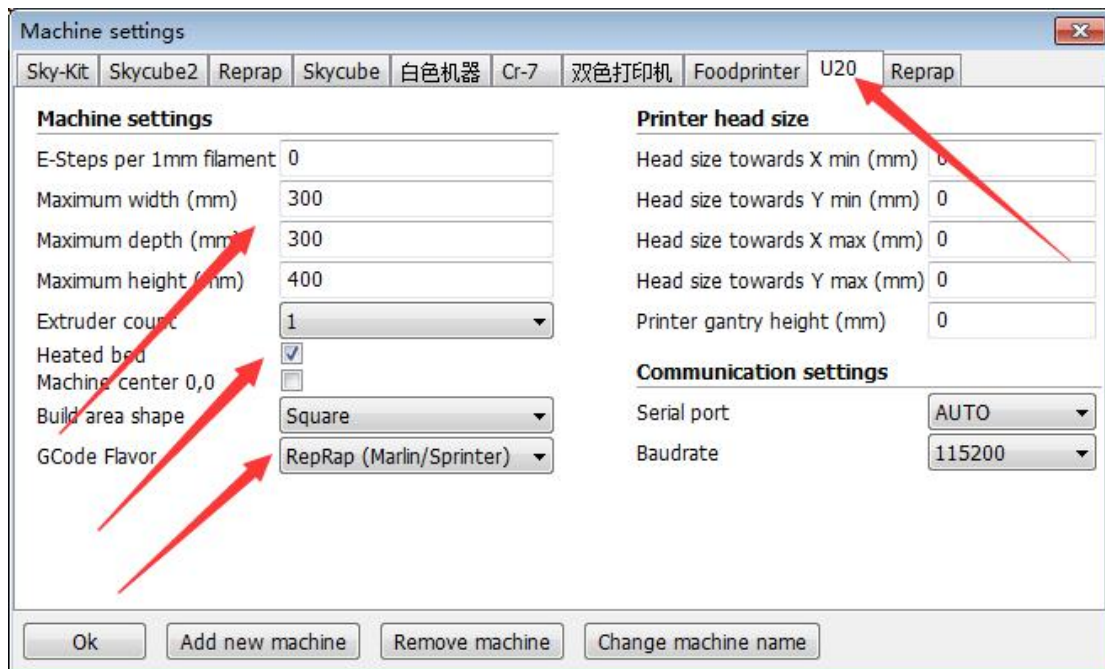 Machine settings
Sky-Kit Skycube2 Reprap Skycube 白色机器 Cr-7 双色打印机 Foodprinter U20 Reprap
Machine settings
E-Steps per 1mm filament 0
Maximum width (mm) 300
Maximum depth (mm) 300
Maximum height (mm) 400
Extruder count 1
Heated bed
Machine center 0,0
Build area shape Square
GCode Flavor RepRap (Marlin/Sprinter)
Printer head size
Head size towards X min (mm) 0
Head size towards Y min (mm) 0
Head size towards X max (mm) 0
Head size towards Y max (mm) 0
Printer gantry height (mm) 0
Communication settings
Serial port AUTO
Baudrate 115200
Ok Add new machine Remove machine Change machine name